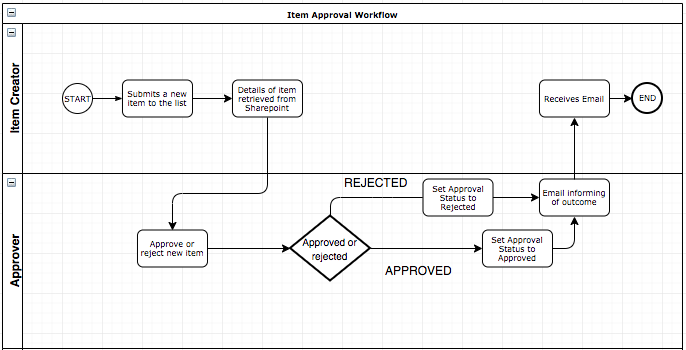 Item Approval Workflow
Item Creator
START
Submits a new
item to the list
Details of item
retrieved from
Sharepoint
Receives Email
END
Approver
Approve or
reject new item
Approved or
rejected
REJECTED
Set Approval
Status to
Rejected
APPROVED
Set Approval
Status to
Approved
Email informing
of outcome